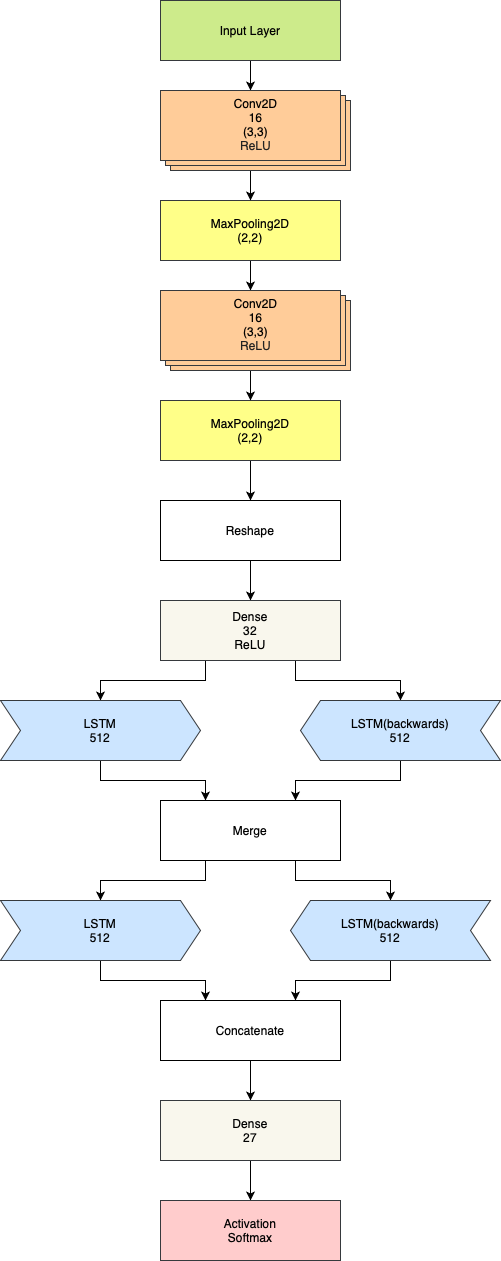 Input Layer
Conv2D
16
(3,3)
ReLU
MaxPooling2D
(2,2)
Conv2D
16
(3,3)
ReLU
MaxPooling2D
(2,2)
Reshape
Dense
32
ReLU
LSTM
512
LSTM(backwards)
512
Merge
LSTM
512
LSTM(backwards)
512
Concatenate
Dense
27
Activation
Softmax